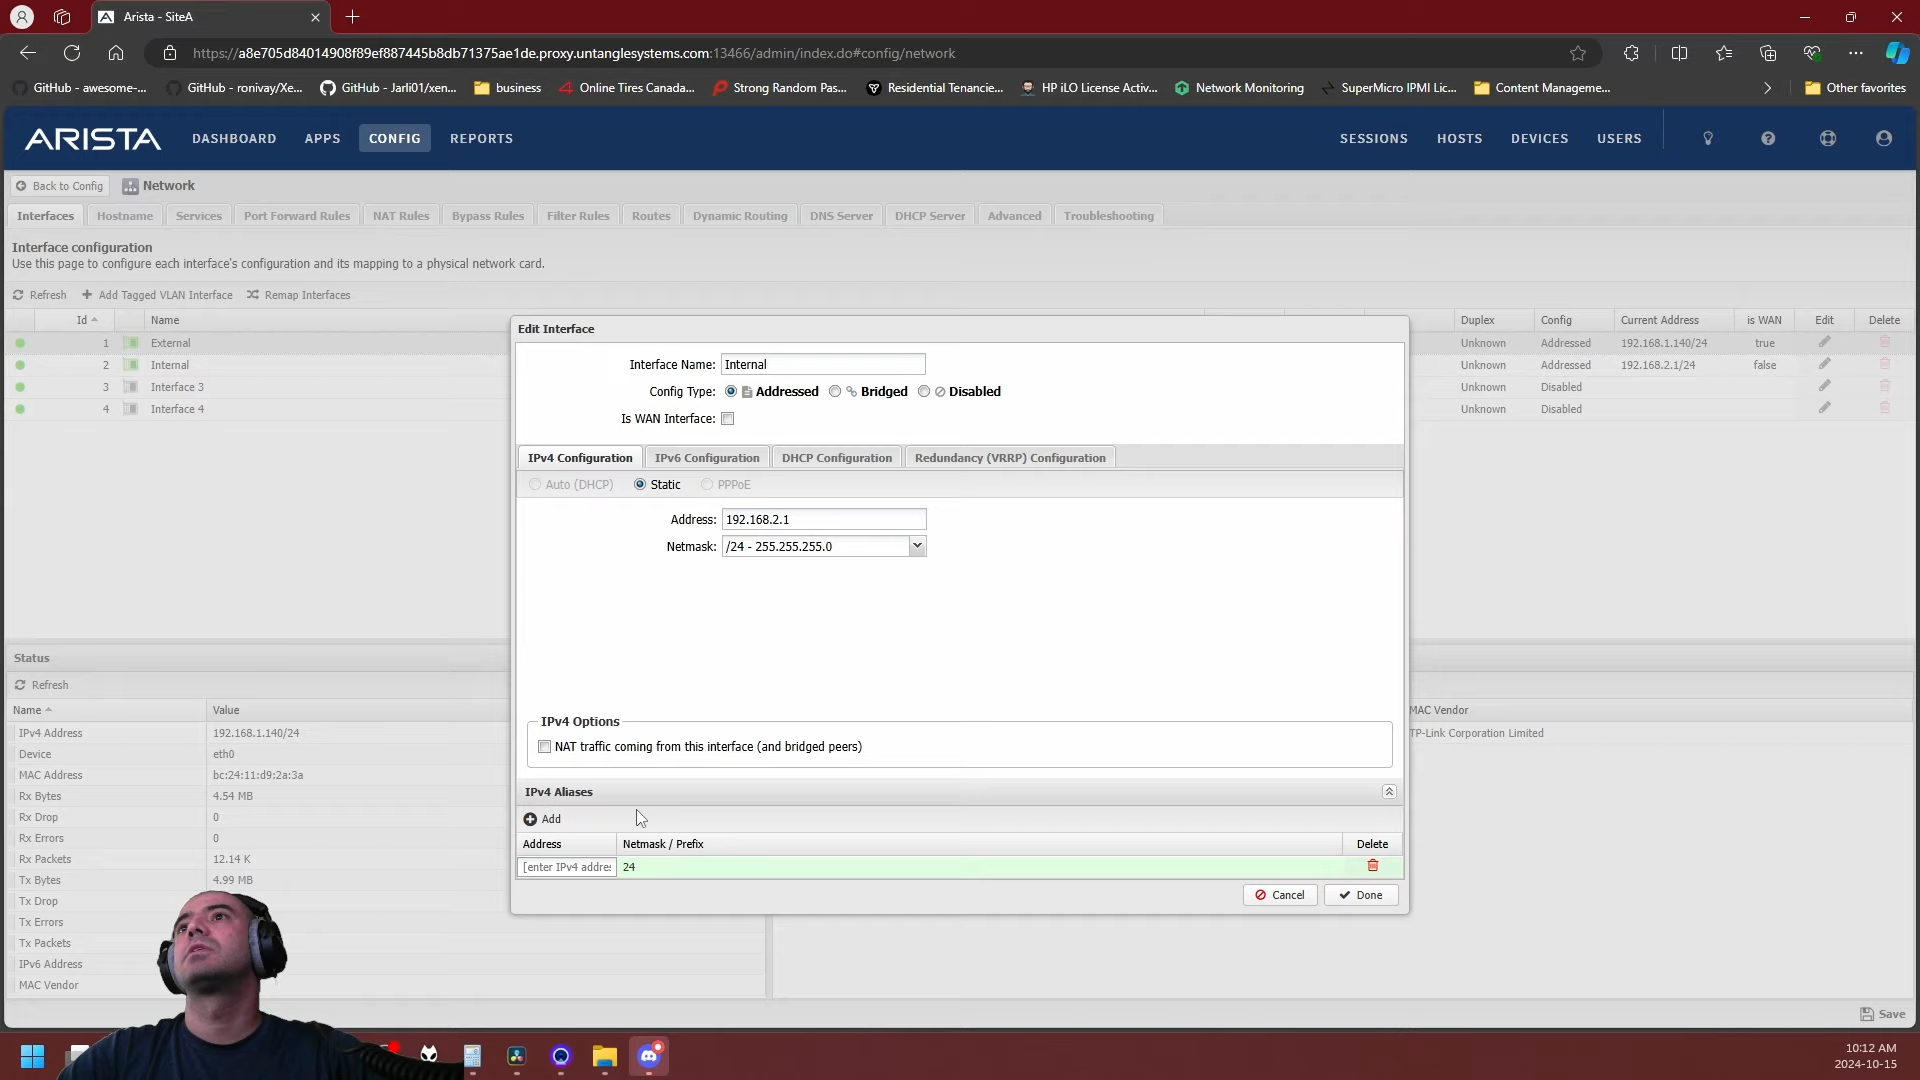 Arista - SiteA
https://a8e705d84014908f89ef887445b8db71375ae1de.proxy.untanglesystems.com:13466/admin/index.do#config/network
GitHub - awesome-...
GitHub - ronivay/Xe...
GitHub - Jarli01/xen...
business
Online Tires Canada...
Strong Random Pas...
Residential Tenancie...
HP iLO License Activ...
Network Monitoring
SuperMicro IPMI Lic...
Content Manageme...
Other favorites
ARISTA
DASHBOARD
APPS
CONFIG
REPORTS
SESSIONS
HOSTS
DEVICES
USERS
Back to Config
Network
Interfaces
Hostname
Services
Port Forward Rules
NAT Rules
Bypass Rules
Filter Rules
Routes
Dynamic Routing
DNS Server
DHCP Server
Advanced
Troubleshooting
Interface configuration
Use this page to configure each interface's configuration and its mapping to a physical network card.
Refresh
Add Tagged VLAN Interface
Remap Interfaces
Id Name Duplex Config Current Address is WAN Edit Delete
1 External Unknown Addressed 192.168.1.140/24 true
2 Internal Unknown Addressed 192.168.2.1/24 false
3 Interface 3 Unknown Disabled
4 Interface 4 Unknown Disabled
Edit Interface
Interface Name: Internal
Config Type: Addressed Bridged Disabled
Is WAN Interface:
IPv4 Configuration
IPv6 Configuration
DHCP Configuration
Redundancy (VRRP) Configuration
Auto (DHCP) Static PPPoE
Address: 192.168.2.1
Netmask: /24 - 255.255.255.0
IPv4 Options
NAT traffic coming from this interface (and bridged peers)
IPv4 Aliases
Add
Address Netmask / Prefix Delete
[enter IPv4 addres 24
Cancel Done
Status
Refresh
Name Value
IPv4 Address 192.168.1.140/24
Device eth0
MAC Address bc:24:11:d9:2a:3a
Rx Bytes 4.54 MB
Rx Drop 0
Rx Errors 0
Rx Packets 12.14 K
Tx Bytes 4.99 MB
Tx Drop
Tx Errors
Tx Packets
IPv6 Address
MAC Vendor
MAC Vendor
TP-Link Corporation Limited
Save
10:12 AM
2024-10-15